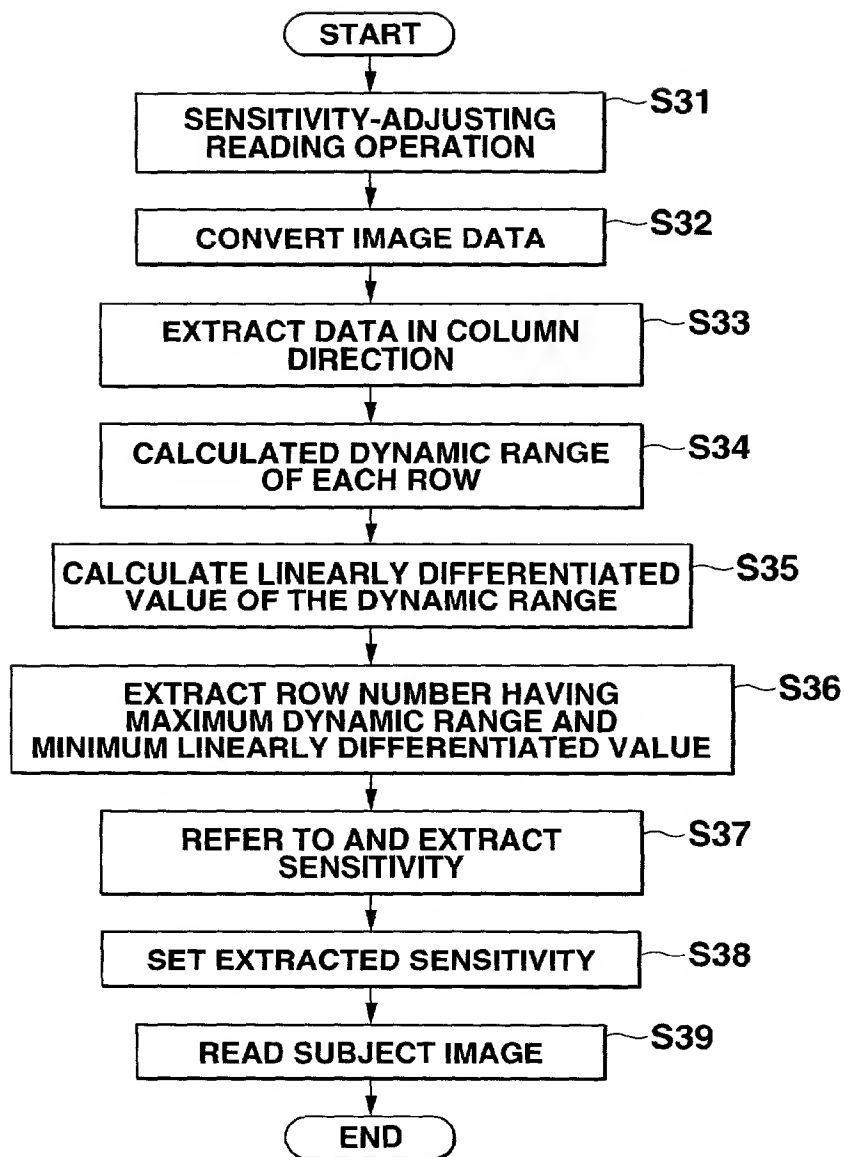 START
S31
SENSITIVITY-ADJUSTING
READING OPERATION
S32
CONVERT IMAGE DATA
S33
EXTRACT DATA IN COLUMN
DIRECTION
S34
CALCULATED DYNAMIC RANGE
OF EACH ROW
S35
CALCULATE LINEARLY DIFFERENTIATED
VALUE OF THE DYNAMIC RANGE
S36
EXTRACT ROW NUMBER HAVING
MAXIMUM DYNAMIC RANGE AND
MINIMUM LINEARLY DIFFERENTIATED VALUE
S37
REFER TO AND EXTRACT
SENSITIVITY
S38
SET EXTRACTED SENSITIVITY
S39
READ SUBJECT IMAGE
END